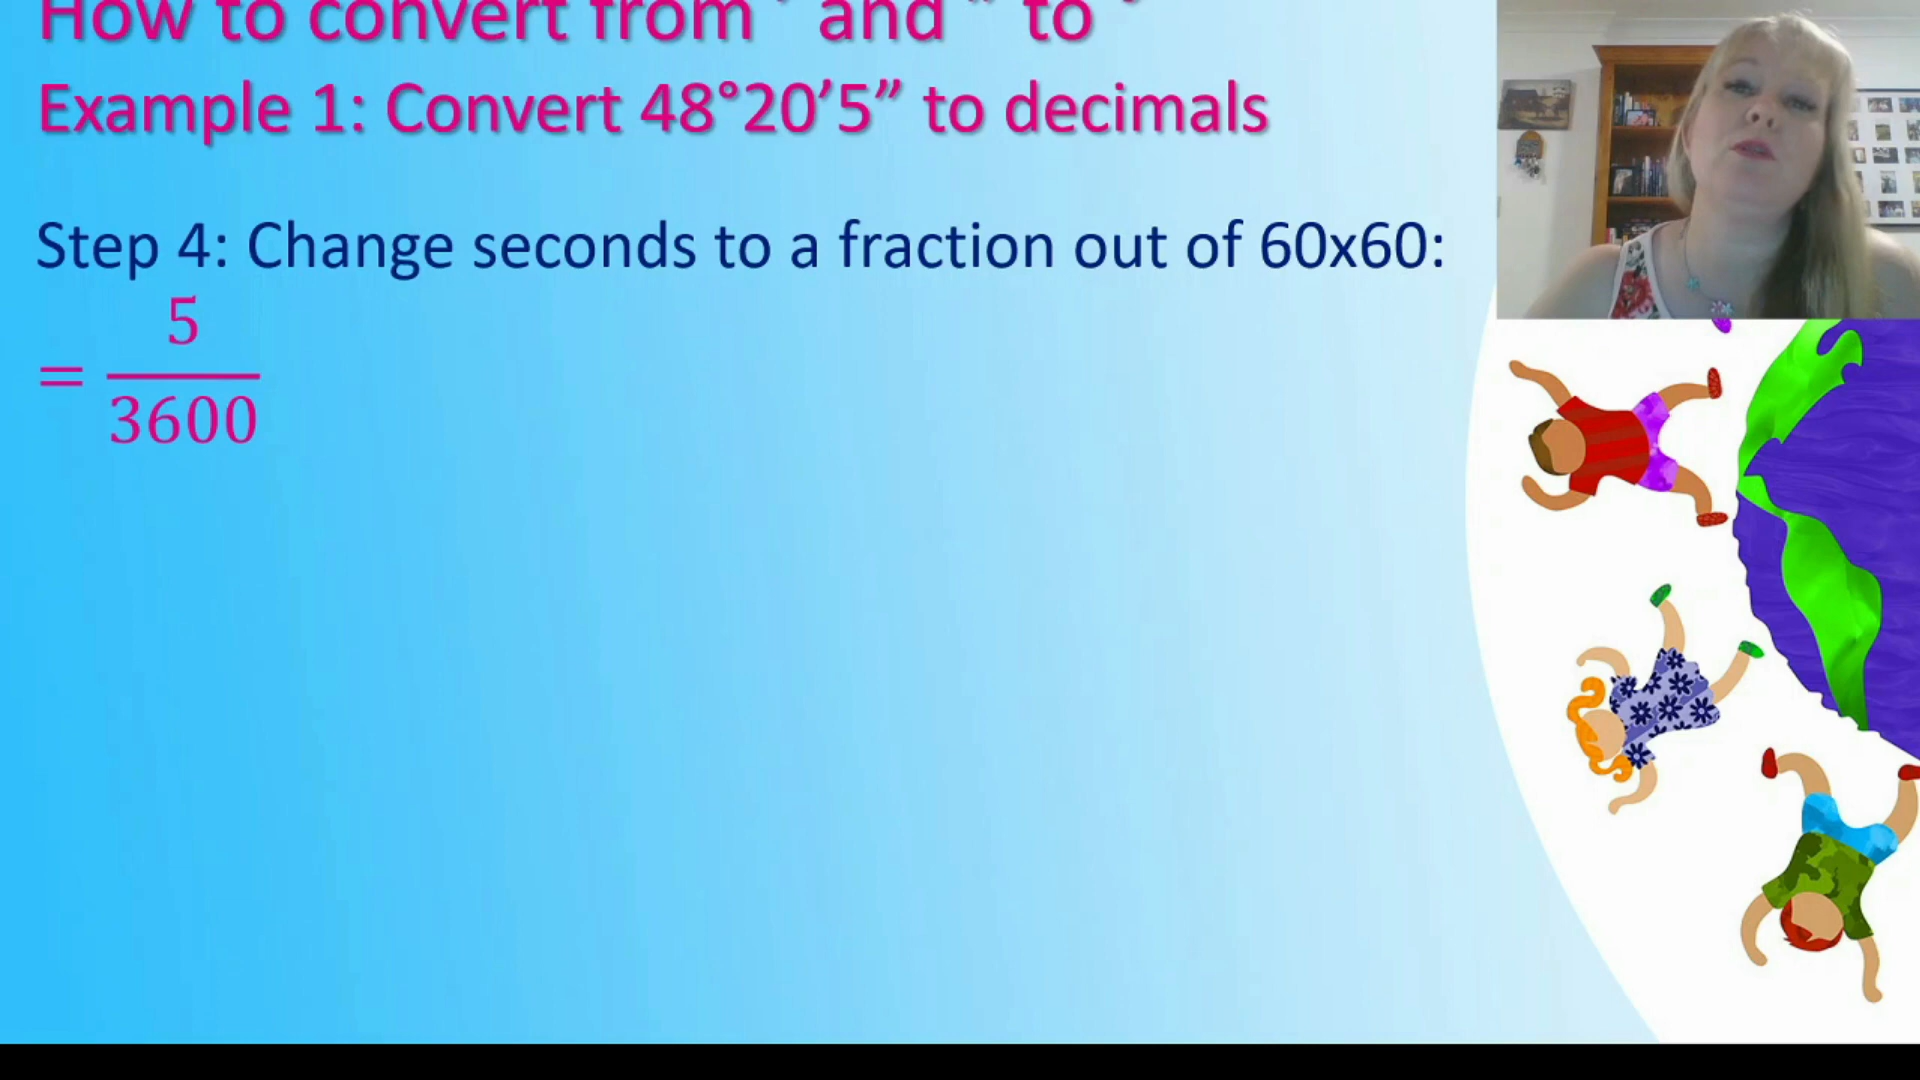 How to convert from ′ and ″ to °
Example 1: Convert 48°20’5” to decimals
Step 4: Change seconds to a fraction out of 60x60:
5
=
3600